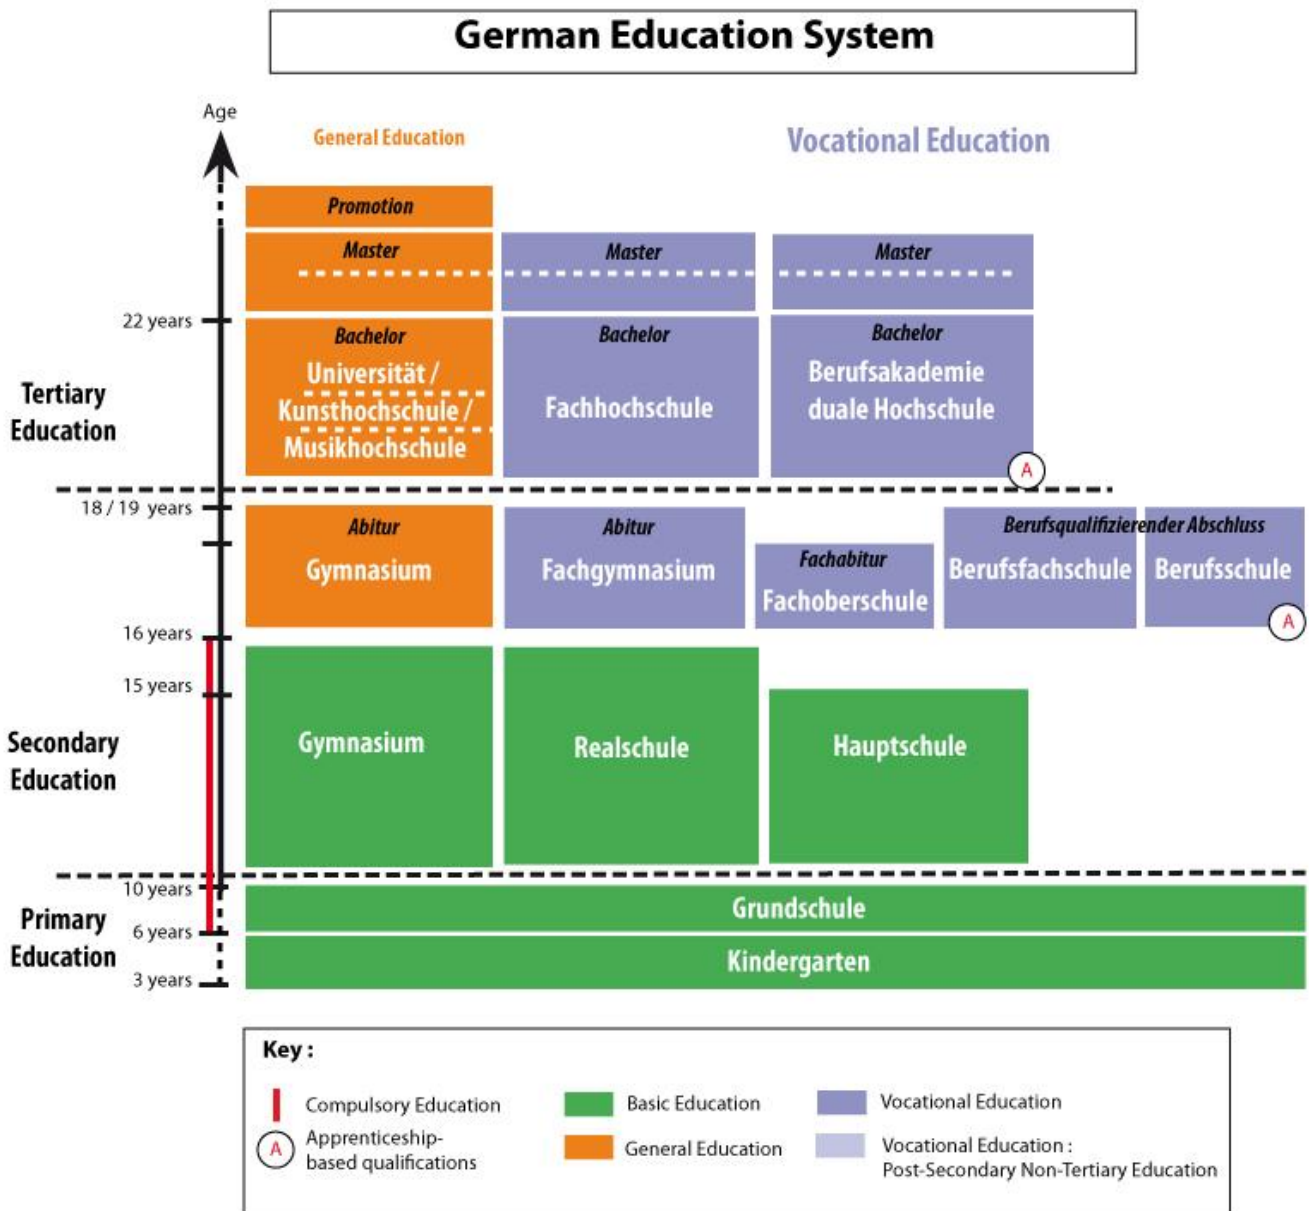 German Education System
Age
General Education
Vocational Education
Promotion
Master
Master
Master
22 years
Bachelor
Bachelor
Bachelor
Universität /
Kunsthochschule /
Musikhochschule
Fachhochschule
Berufsakademie
duale Hochschule
A
Tertiary
Education
18 / 19 years
Abitur
Gymnasium
Abitur
Fachgymnasium
Fachabitur
Fachoberschule
Berufsqualifizierender Abschluss
Berufsfachschule
Berufsschule
A
16 years
15 years
Secondary
Education
Gymnasium
Realschule
Hauptschule
10 years
Primary
Education
6 years
3 years
Grundschule
Kindergarten
Key :
Compulsory Education
A
Apprenticeship-
based qualifications
Basic Education
General Education
Vocational Education
Vocational Education :
Post-Secondary Non-Tertiary Education